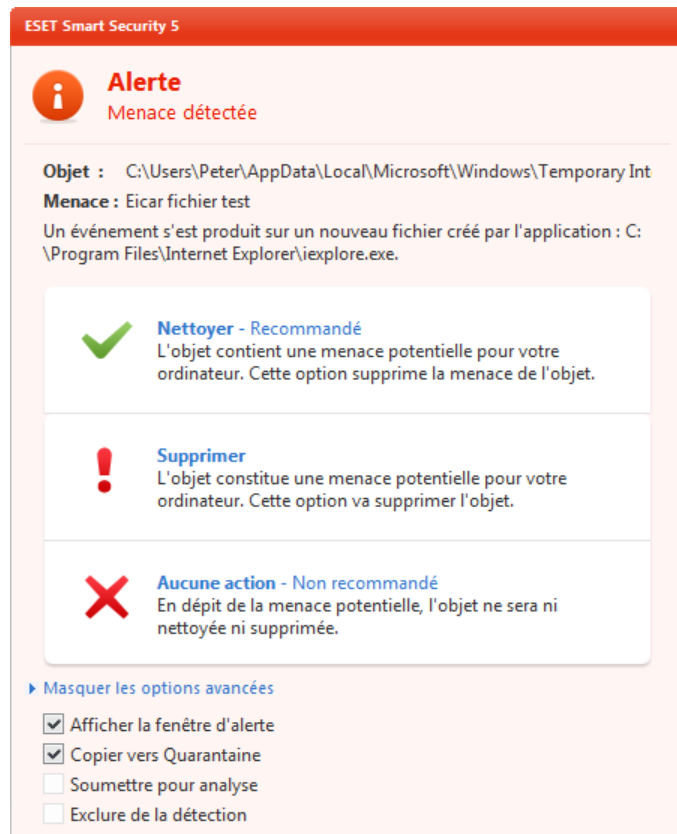 ESET Smart Security 5
Alerte
Menace détectée
Objet : C:\Users\Peter\AppData\Local\Microsoft\Windows\Temporary Int
Menace : Eicar fichier test
Un événement s'est produit sur un nouveau fichier créé par l'application : C:
\Program Files\Internet Explorer\iexplore.exe.
Nettoyer - Recommandé
L'objet contient une menace potentielle pour votre
ordinateur. Cette option supprime la menace de l'objet.
Supprimer
L'objet constitue une menace potentielle pour votre
ordinateur. Cette option va supprimer l'objet.
Aucune action - Non recommandé
En dépit de la menace potentielle, l'objet ne sera ni
nettoyée ni supprimée.
Masquer les options avancées
Afficher la fenêtre d'alerte
Copier vers Quarantaine
Soumettre pour analyse
Exclure de la détection